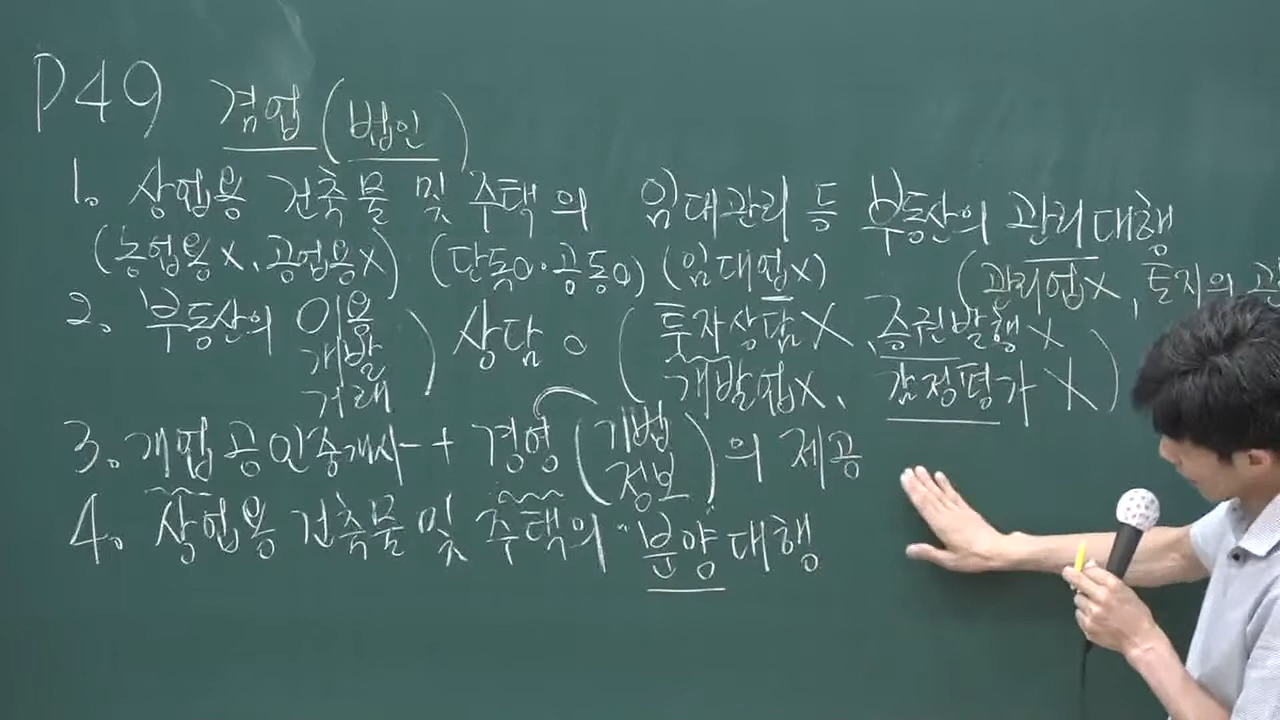 P49 겸업(법인)
1. 상업용 건축물 및 주택의 임대관리 등 부동산의 관리대행
(농업용X, 공업용X) (단독O·공동O) (임대업X) (관리업X, 토지의 관
2. 부동산의 이용 개발 거래) 상담 O (투자상담X, 증권발행X
개발업X, 감정평가X)
3. 개업공인중개사 + 경영(기법 정보)의 제공
4. 상업용 건축물 및 주택의 분양대행